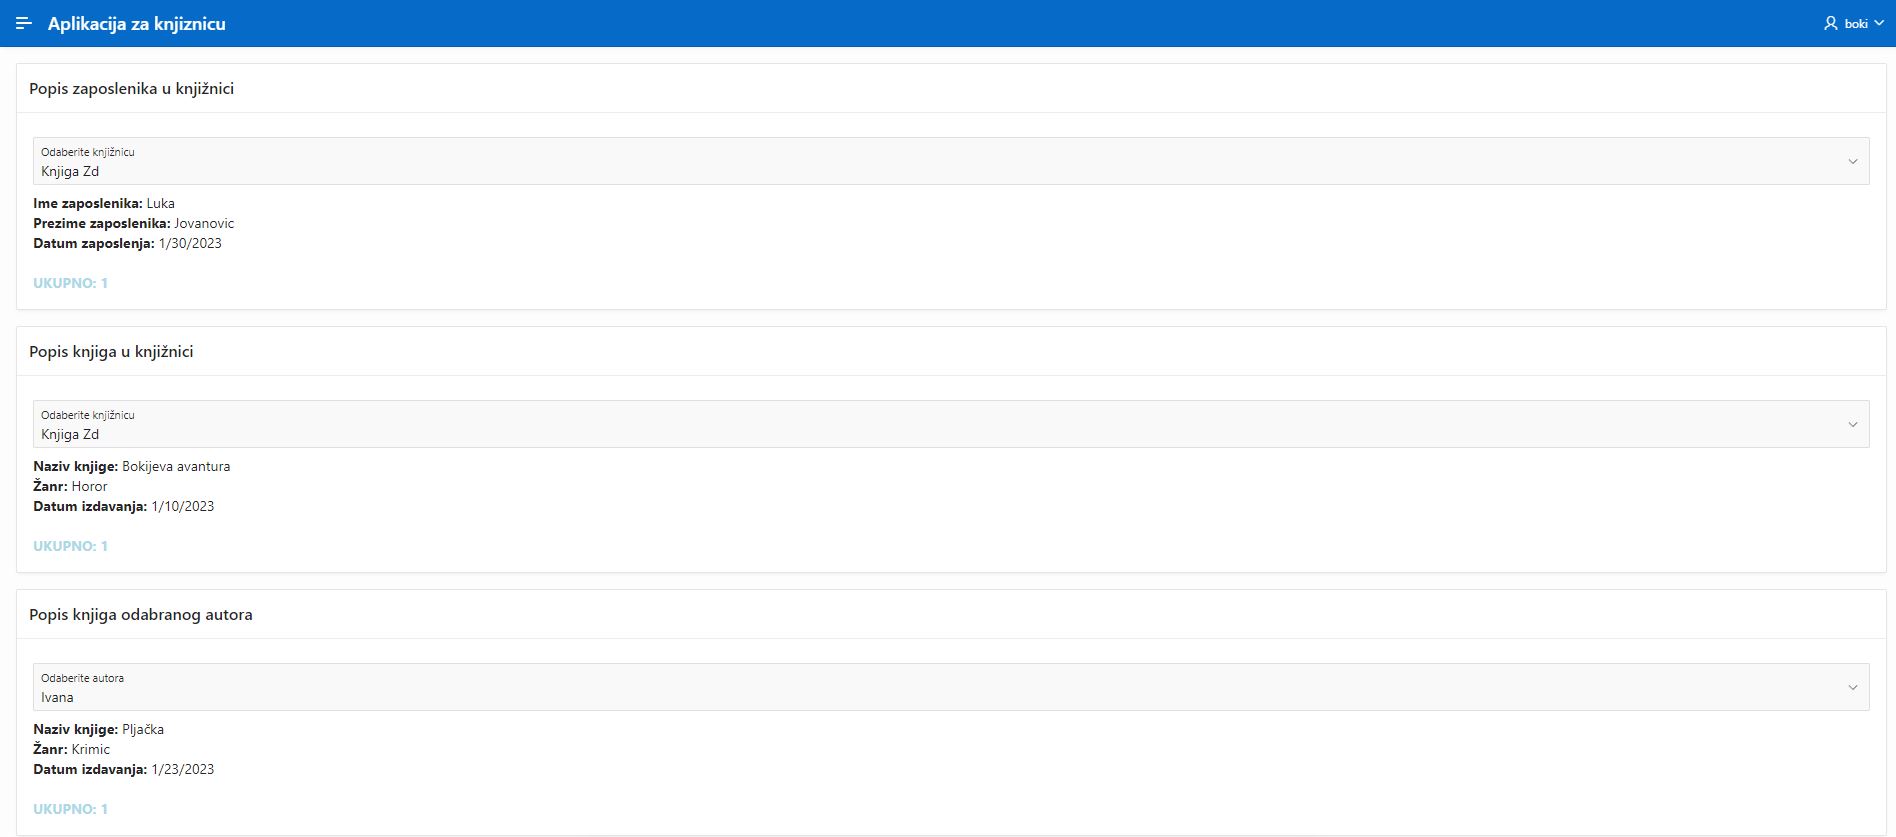 Aplikacija za knjiznicu
boki
Popis zaposlenika u knjižnici
Odaberite knjižnicu
Knjiga Zd
Ime zaposlenika: Luka
Prezime zaposlenika: Jovanovic
Datum zaposlenja: 1/30/2023
UKUPNO: 1
Popis knjiga u knjižnici
Odaberite knjižnicu
Knjiga Zd
Naziv knjige: Bokijeva avantura
Žanr: Horor
Datum izdavanja: 1/10/2023
UKUPNO: 1
Popis knjiga odabranog autora
Odaberite autora
Ivana
Naziv knjige: Pljačka
Žanr: Krimic
Datum izdavanja: 1/23/2023
UKUPNO: 1